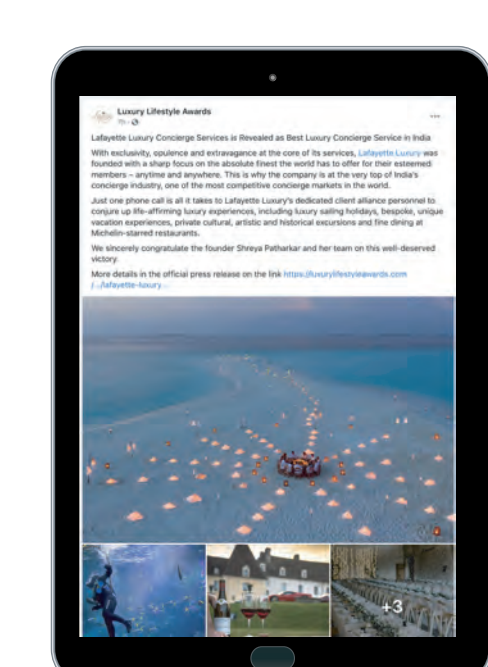 Luxury Lifestyle Awards
7h ·
Lafayette Luxury Concierge Services is Revealed as Best Luxury Concierge Service in India
With exclusivity, opulence and extravagance at the core of its services, Lafayette Luxury was
founded with a sharp focus on the absolute finest the world has to offer for their esteemed
members – anytime and anywhere. This is why the company is at the very top of India's
concierge industry, one of the most competitive concierge markets in the world.
Just one phone call is all it takes to Lafayette Luxury's dedicated client alliance personnel to
conjure up life-affirming luxury experiences, including luxury sailing holidays, bespoke, unique
vacation experiences, private cultural, artistic and historical excursions and fine dining at
Michelin-starred restaurants.
We sincerely congratulate the founder Shreya Patharkar and her team on this well-deserved
victory.
More details in the official press release on the link https://luxurylifestyleawards.com
/.../lafayette-luxury...
+3